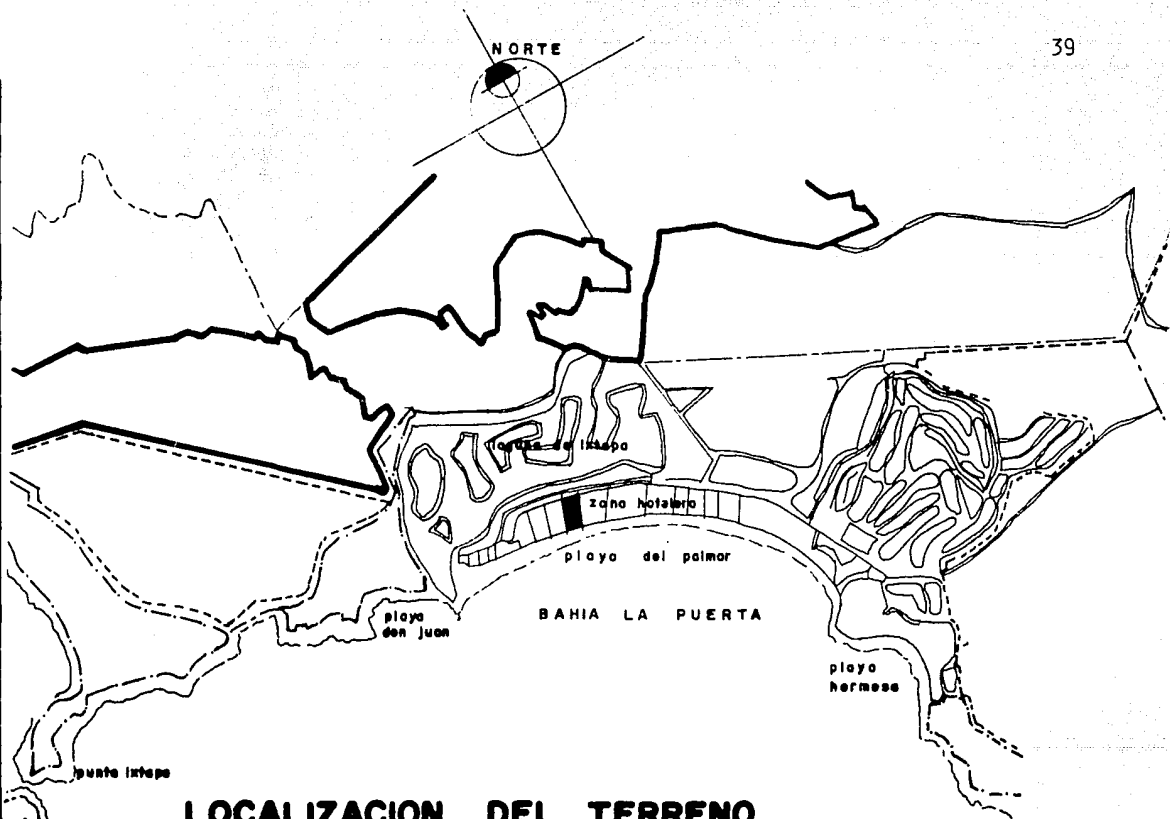 39
NORTE
laguna de ixtapa
zona hotelera
playa del palmar
BAHIA LA PUERTA
playa
don juan
playa
hermosa
punta ixtapa
LOCALIZACION DEL TERRENO